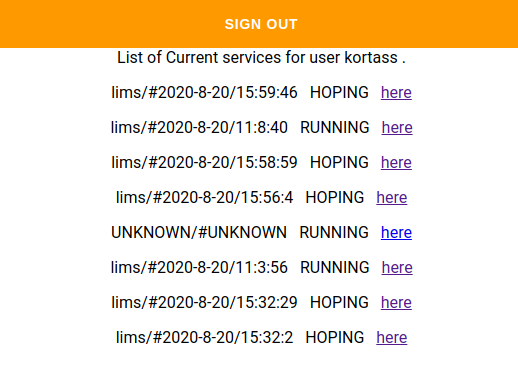 SIGN OUT
List of Current services for user kortass .
lims/#2020-8-20/15:59:46 HOPING here
lims/#2020-8-20/11:8:40 RUNNING here
lims/#2020-8-20/15:58:59 HOPING here
lims/#2020-8-20/15:56:4 HOPING here
UNKNOWN/#UNKNOWN RUNNING here
lims/#2020-8-20/11:3:56 RUNNING here
lims/#2020-8-20/15:32:29 HOPING here
lims/#2020-8-20/15:32:2 HOPING here